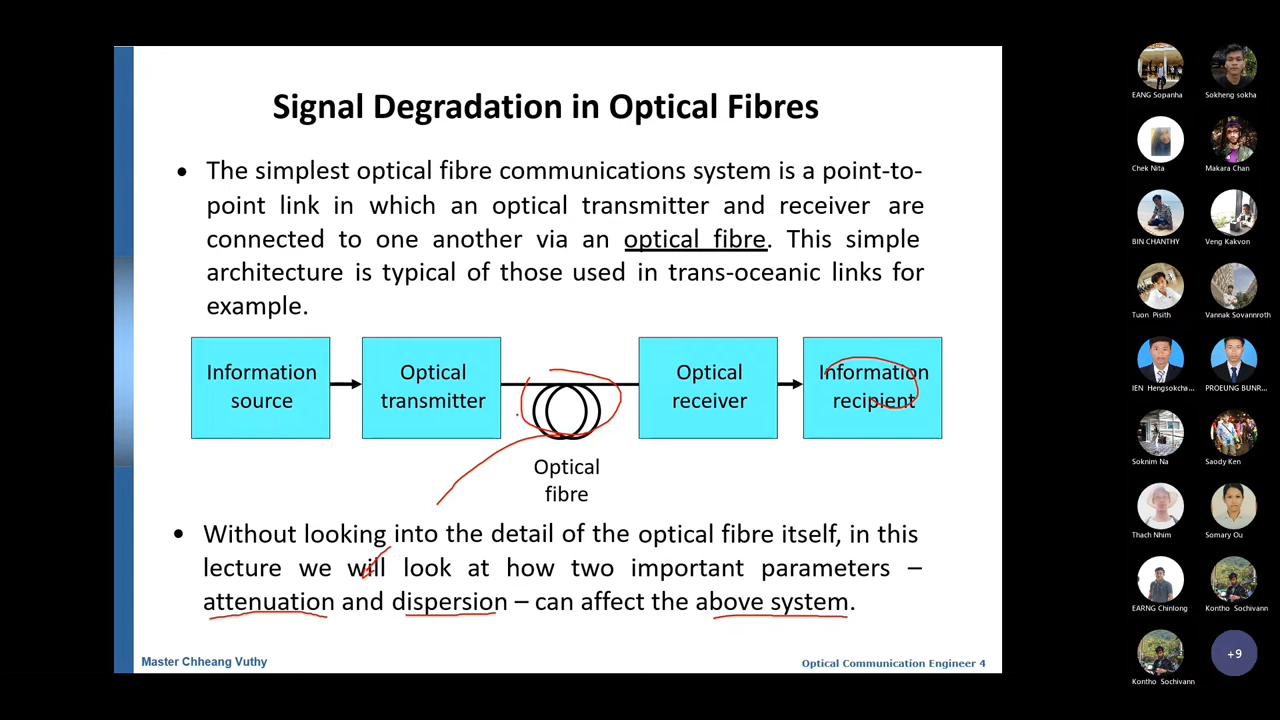 Signal Degradation in Optical Fibres
• The simplest optical fibre communications system is a point-to-
point link in which an optical transmitter and receiver are
connected to one another via an optical fibre. This simple
architecture is typical of those used in trans-oceanic links for
example.
Information
source
Optical
transmitter
Optical
fibre
Optical
receiver
Information
recipient
• Without looking into the detail of the optical fibre itself, in this
lecture we will look at how two important parameters –
attenuation and dispersion – can affect the above system.
Master Chheang Vuthy
Optical Communication Engineer 4
EANG Sopanha
Sokheng sokha
Chek Nita
Makara Chan
BIN CHANTHY
Veng Kakvon
Tuon Pisith
Vannak Sovannroth
IEN Hengsokcha...
PROEUNG BUNR...
Soknim Na
Saody Ken
Thach Nhim
Somary Ou
EARNG Chinlong
Kontho Sochivann
Kontho Sochivann
+9